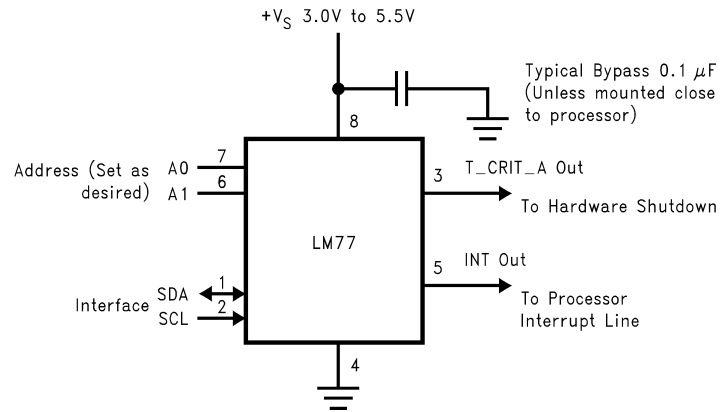 +VS 3.0V to 5.5V
Typical Bypass 0.1 μF
(Unless mounted close
to processor)
8
Address (Set as
desired)
A0
7
A1
6
3
T_CRIT_A Out
To Hardware Shutdown
LM77
5
INT Out
To Processor
Interrupt Line
Interface
SDA
1
SCL
2
4